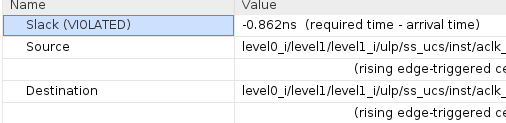 Name Value
Slack (VIOLATED) -0.862ns (required time - arrival time)
Source level0_i/level1/level1_i/ulp/ss_ucs/inst/aclk_
(rising edge-triggered ce
Destination level0_i/level1/level1_i/ulp/ss_ucs/inst/aclk_
(rising edge-triggered ce